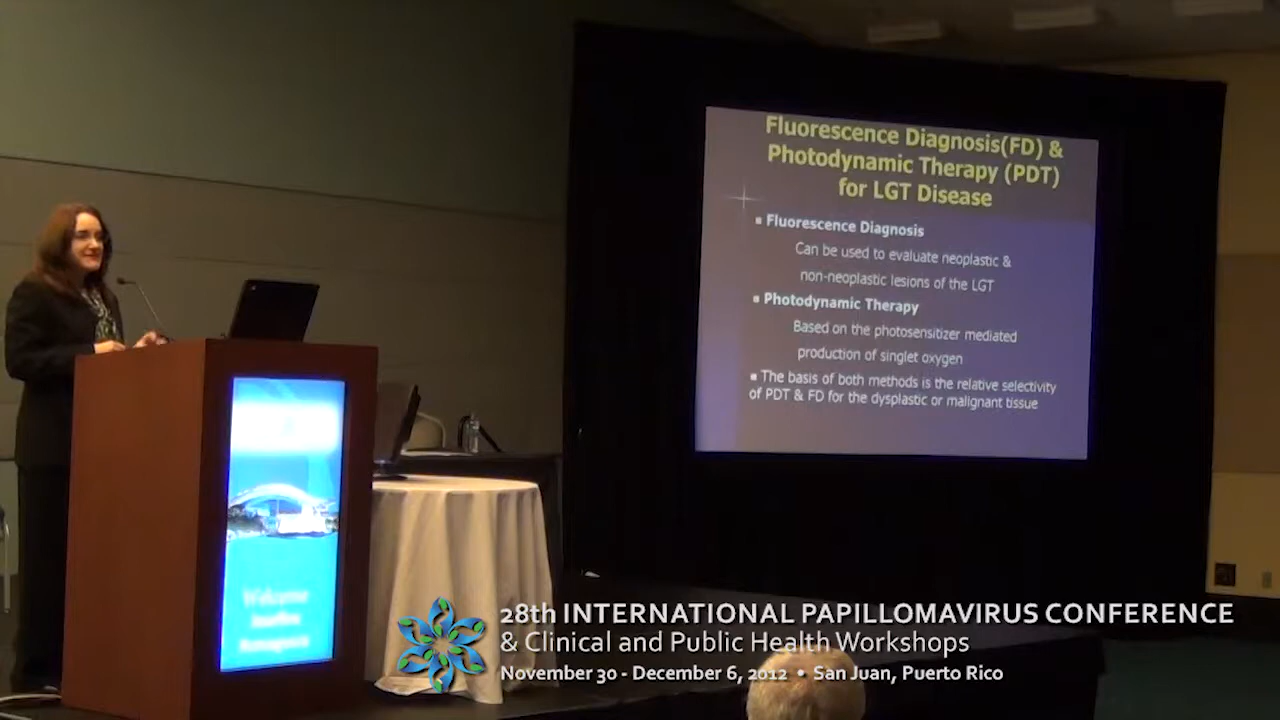 Fluorescence Diagnosis(FD) &
Photodynamic Therapy (PDT)
for LGT Disease
▪ Fluorescence Diagnosis
Can be used to evaluate neoplastic &
non-neoplastic lesions of the LGT
▪ Photodynamic Therapy
Based on the photosensitizer mediated
production of singlet oxygen
▪ The basis of both methods is the relative selectivity
of PDT & FD for the dysplastic or malignant tissue
Welcome
28th INTERNATIONAL PAPILLOMAVIRUS CONFERENCE
& Clinical and Public Health Workshops
November 30 - December 6, 2012 • San Juan, Puerto Rico